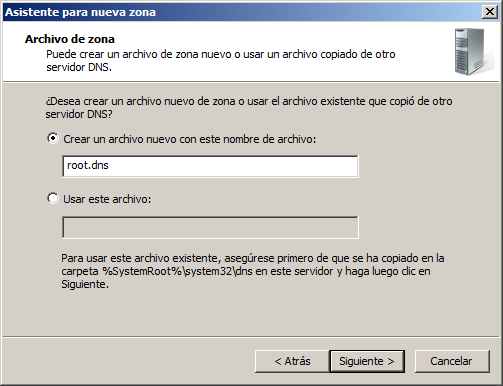 Asistente para nueva zona
Archivo de zona
Puede crear un archivo de zona nuevo o usar un archivo copiado de otro
servidor DNS.
¿Desea crear un archivo nuevo de zona o usar el archivo existente que copió de otro
servidor DNS?
Crear un archivo nuevo con este nombre de archivo:
root.dns
Usar este archivo:
Para usar este archivo existente, asegúrese primero de que se ha copiado en la
carpeta %SystemRoot%\system32\dns en este servidor y haga luego clic en
Siguiente.
< Atrás
Siguiente >
Cancelar